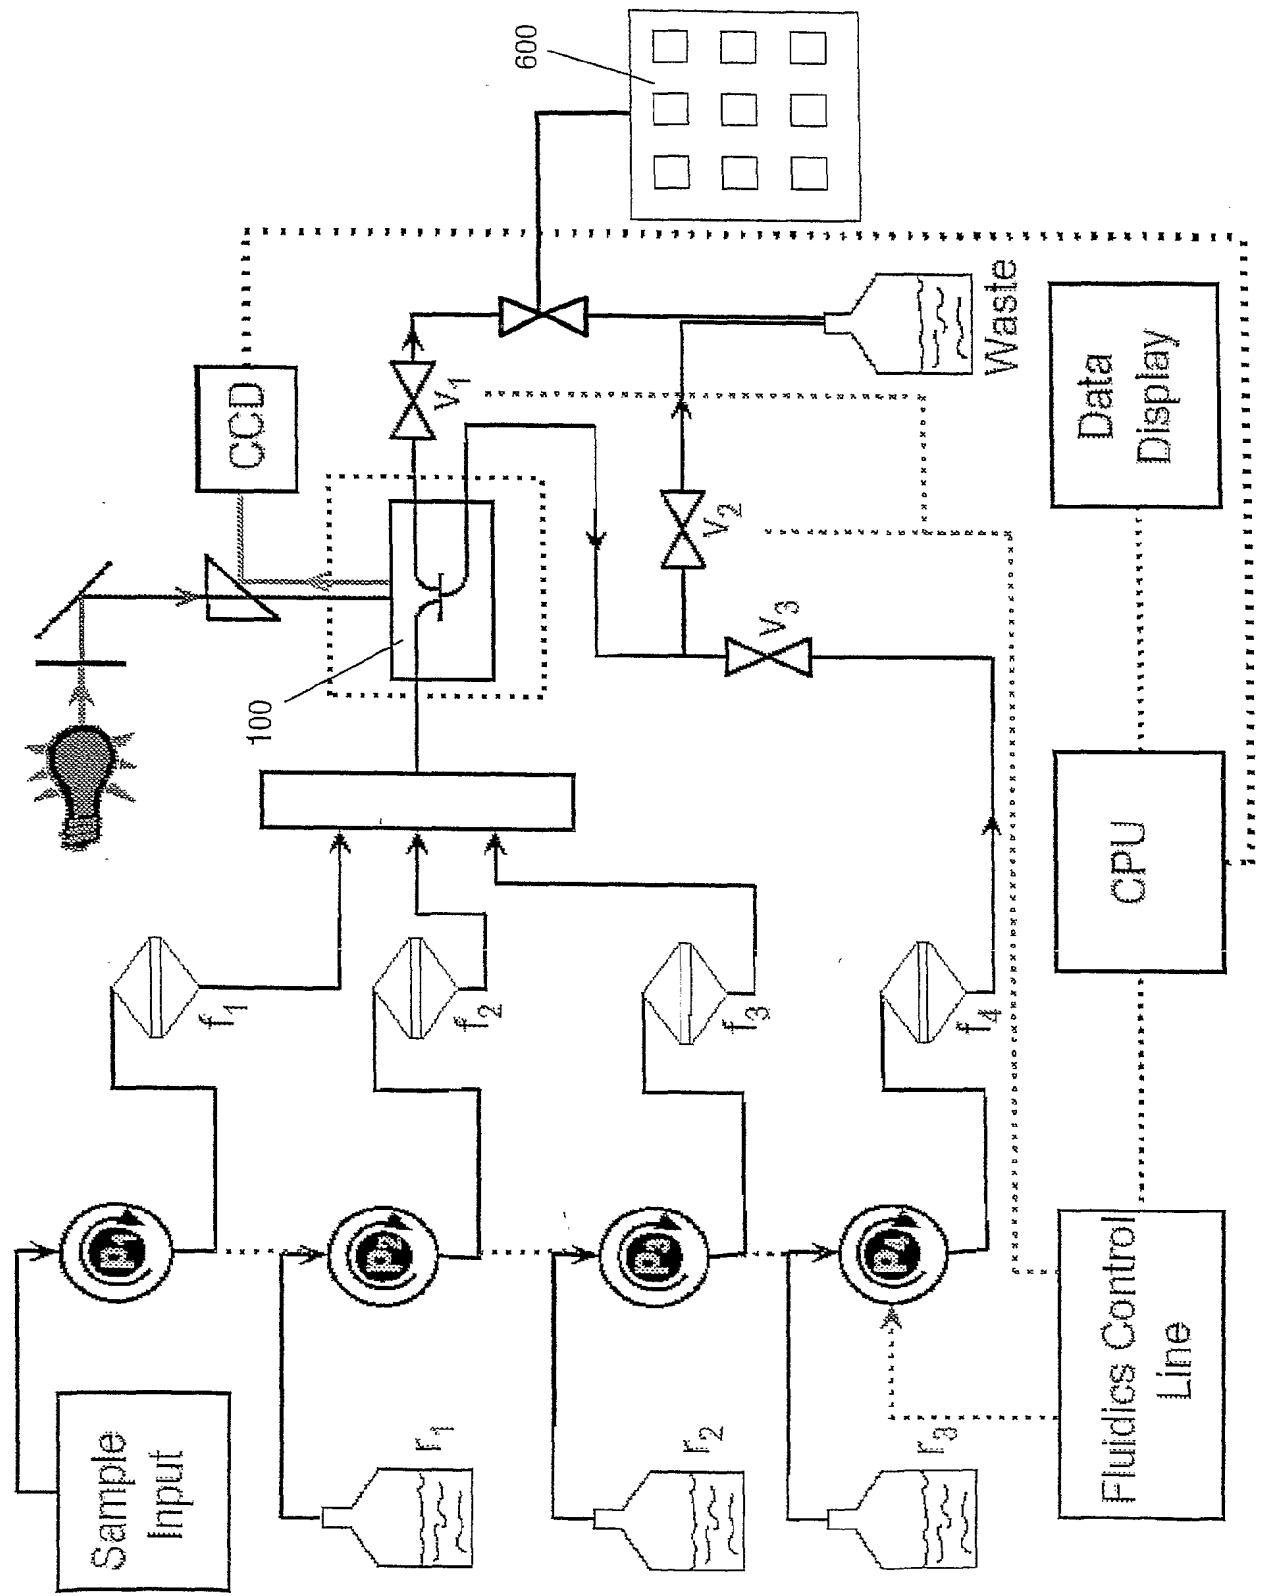 Sample
Input
P1
P2
P3
P4
r1
r2
r3
f1
f2
f3
f4
100
CCD
V1
V2
V3
600
Waste
Fluidics Control
Line
CPU
Data
Display